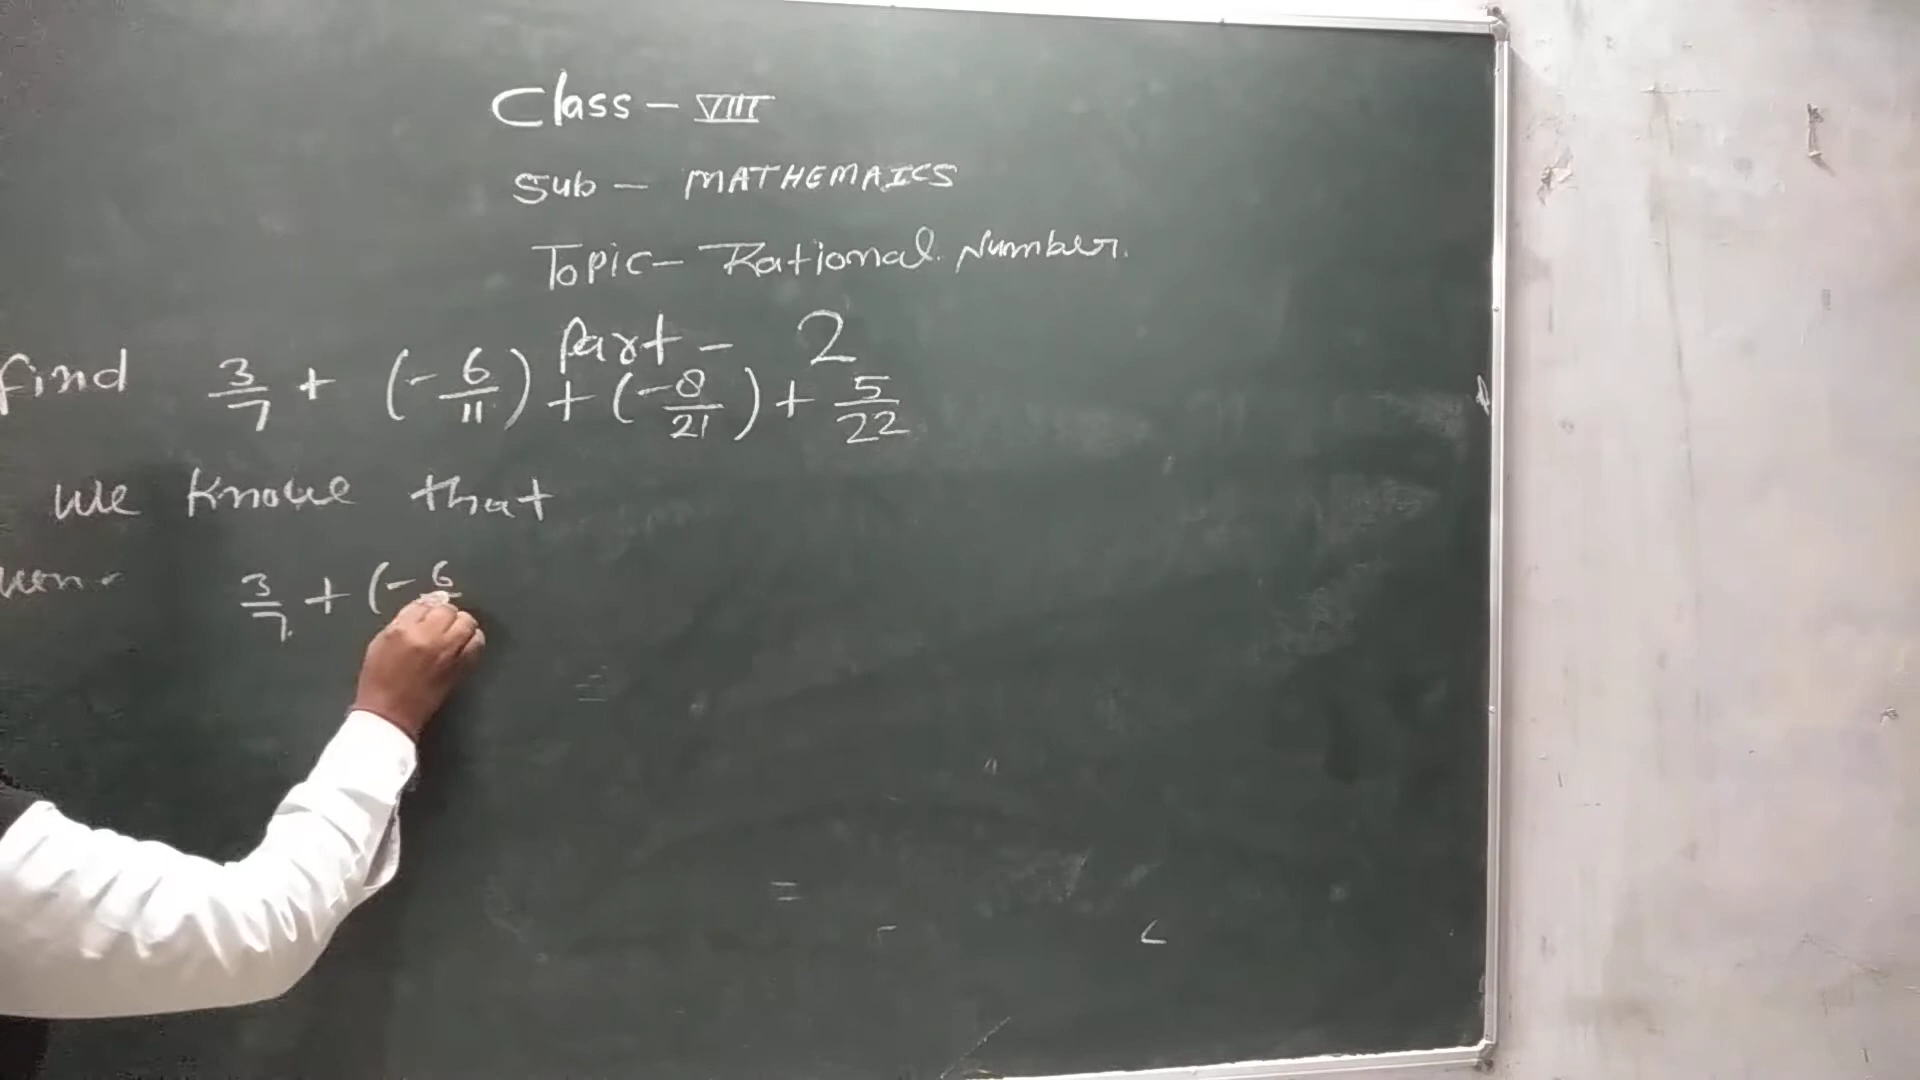 Class - VIII
Sub - MATHEMAICS
Topic - Rational Number.
Part - 2
find 3/7 + (-6/11) + (-8/21) + 5/22
we knowe that
3/7 + (-6